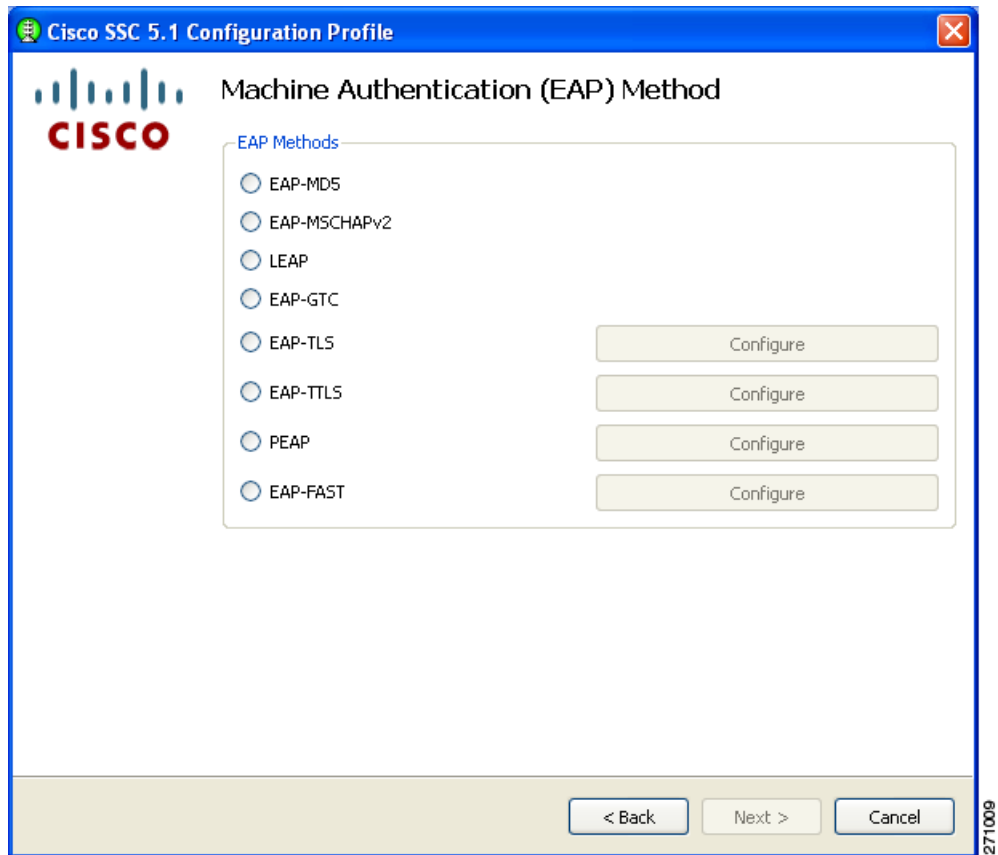 Cisco SSC 5.1 Configuration Profile
CISCO
Machine Authentication (EAP) Method
EAP Methods
EAP-MD5
EAP-MSCHAPv2
LEAP
EAP-GTC
EAP-TLS Configure
EAP-TTLS Configure
PEAP Configure
EAP-FAST Configure
< Back Next > Cancel
271009